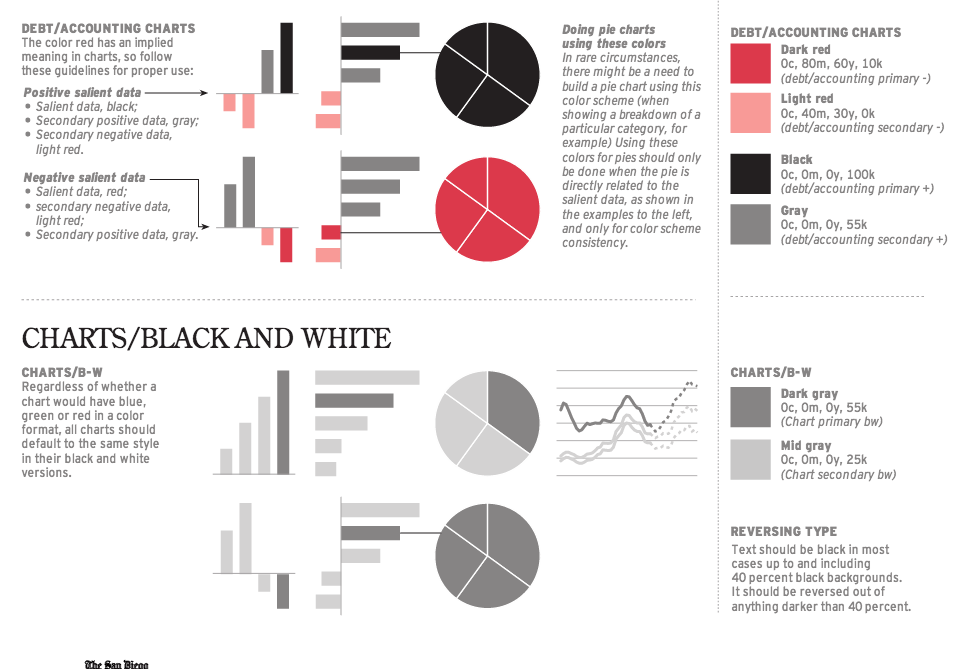 DEBT/ACCOUNTING CHARTS
The color red has an implied
meaning in charts, so follow
these guidelines for proper use:
Positive salient data
• Salient data, black;
• Secondary positive data, gray;
• Secondary negative data,
light red.
Negative salient data
• Salient data, red;
• secondary negative data,
light red;
• Secondary positive data, gray.
Doing pie charts
using these colors
In rare circumstances,
there might be a need to
build a pie chart using this
color scheme (when
showing a breakdown of a
particular category, for
example) Using these
colors for pies should only
be done when the pie is
directly related to the
salient data, as shown in
the examples to the left,
and only for color scheme
consistency.
DEBT/ACCOUNTING CHARTS
Dark red
0c, 80m, 60y, 10k
(debt/accounting primary -)
Light red
0c, 40m, 30y, 0k
(debt/accounting secondary -)
Black
0c, 0m, 0y, 100k
(debt/accounting primary +)
Gray
0c, 0m, 0y, 55k
(debt/accounting secondary +)
CHARTS/BLACK AND WHITE
CHARTS/B-W
Regardless of whether a
chart would have blue,
green or red in a color
format, all charts should
default to the same style
in their black and white
versions.
CHARTS/B-W
Dark gray
0c, 0m, 0y, 55k
(Chart primary bw)
Mid gray
0c, 0m, 0y, 25k
(Chart secondary bw)
REVERSING TYPE
Text should be black in most
cases up to and including
40 percent black backgrounds.
It should be reversed out of
anything darker than 40 percent.
The San Diego